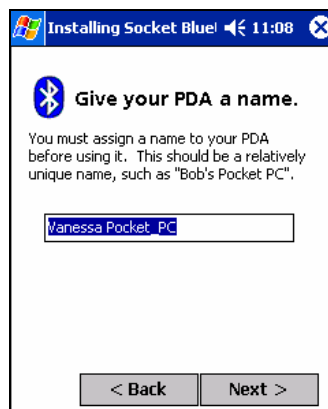 Installing Socket Blue 11:08
Give your PDA a name.
You must assign a name to your PDA
before using it. This should be a relatively
unique name, such as "Bob's Pocket PC".
Vanessa Pocket_PC
< Back Next >